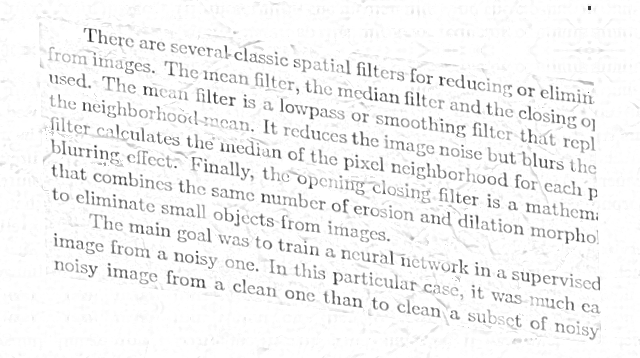 There are several classic spatial filters for reducing or elimin
from images. The mean filter, the median filter and the closing o
used. The mean filter is a lowpass or smoothing filter that repl
the neighborhood mean. It reduces the image noise but blurs the
filter calculates the median of the pixel neighborhood for each p
blurring effect. Finally, the opening closing filter is a mathem
that combines the same number of erosion and dilation morphol
to eliminate small objects from images.
The main goal was to train a neural network in a supervised
image from a noisy one. In this particular case, it was much ea
noisy image from a clean one than to clean a subset of noisy